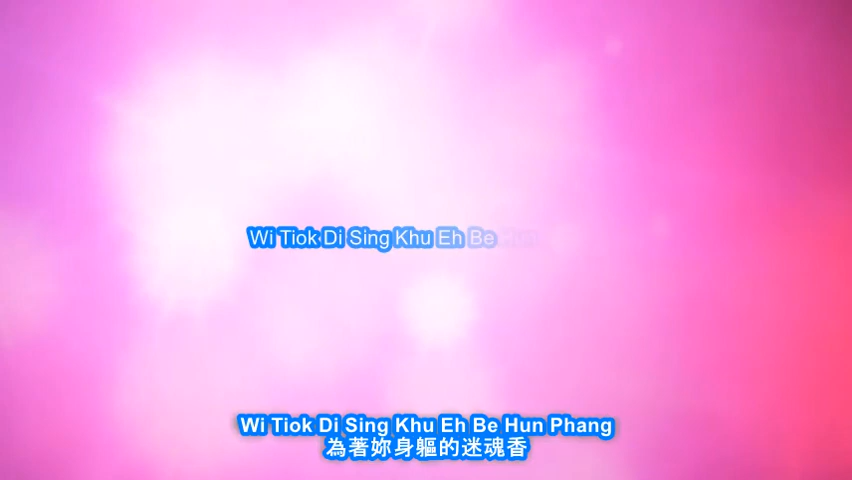 Wi Tiok Di Sing Khu Eh Be Hun
Wi Tiok Di Sing Khu Eh Be Hun Phang
為著妳身軀的迷魂香